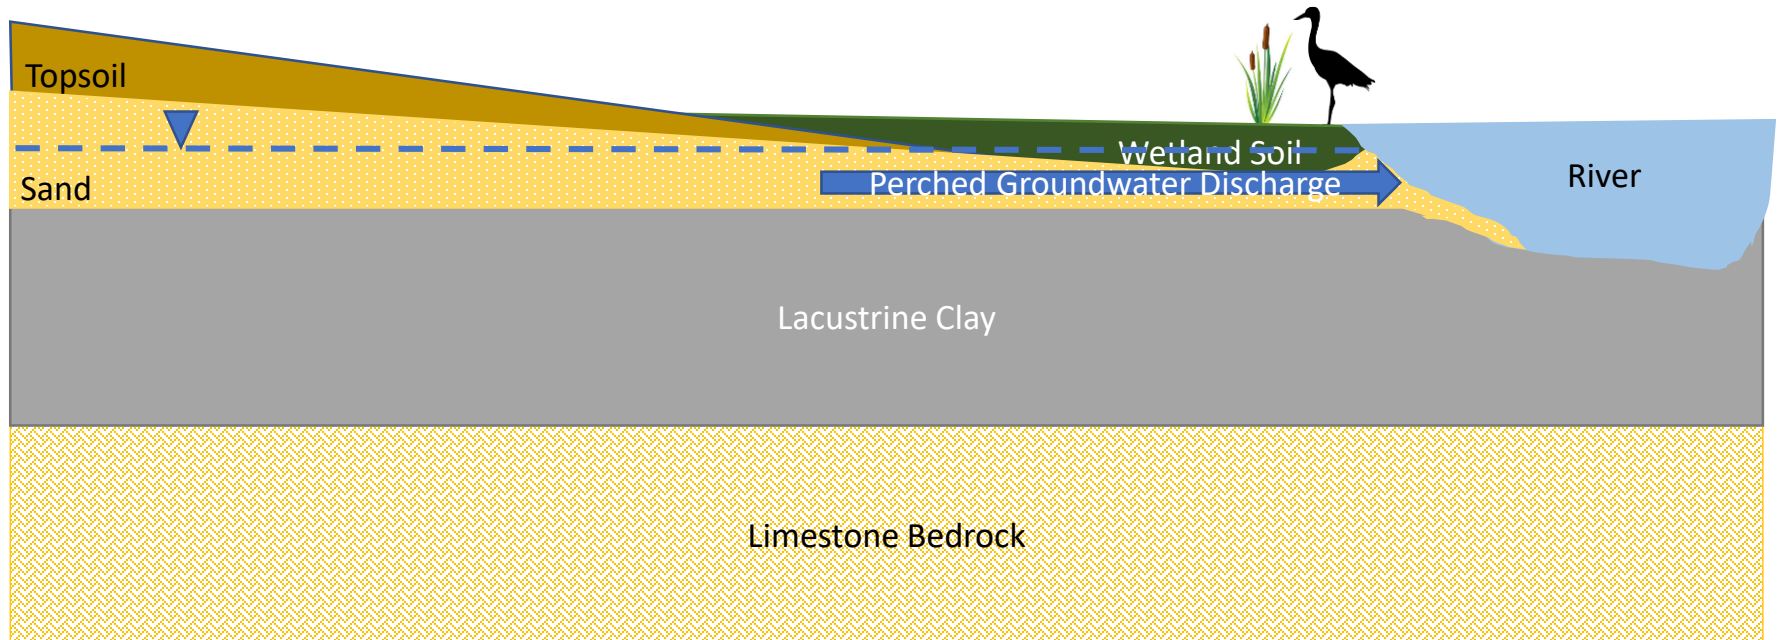 Topsoil
Wetland Soil
Sand
Perched Groundwater Discharge
River
Lacustrine Clay
Limestone Bedrock